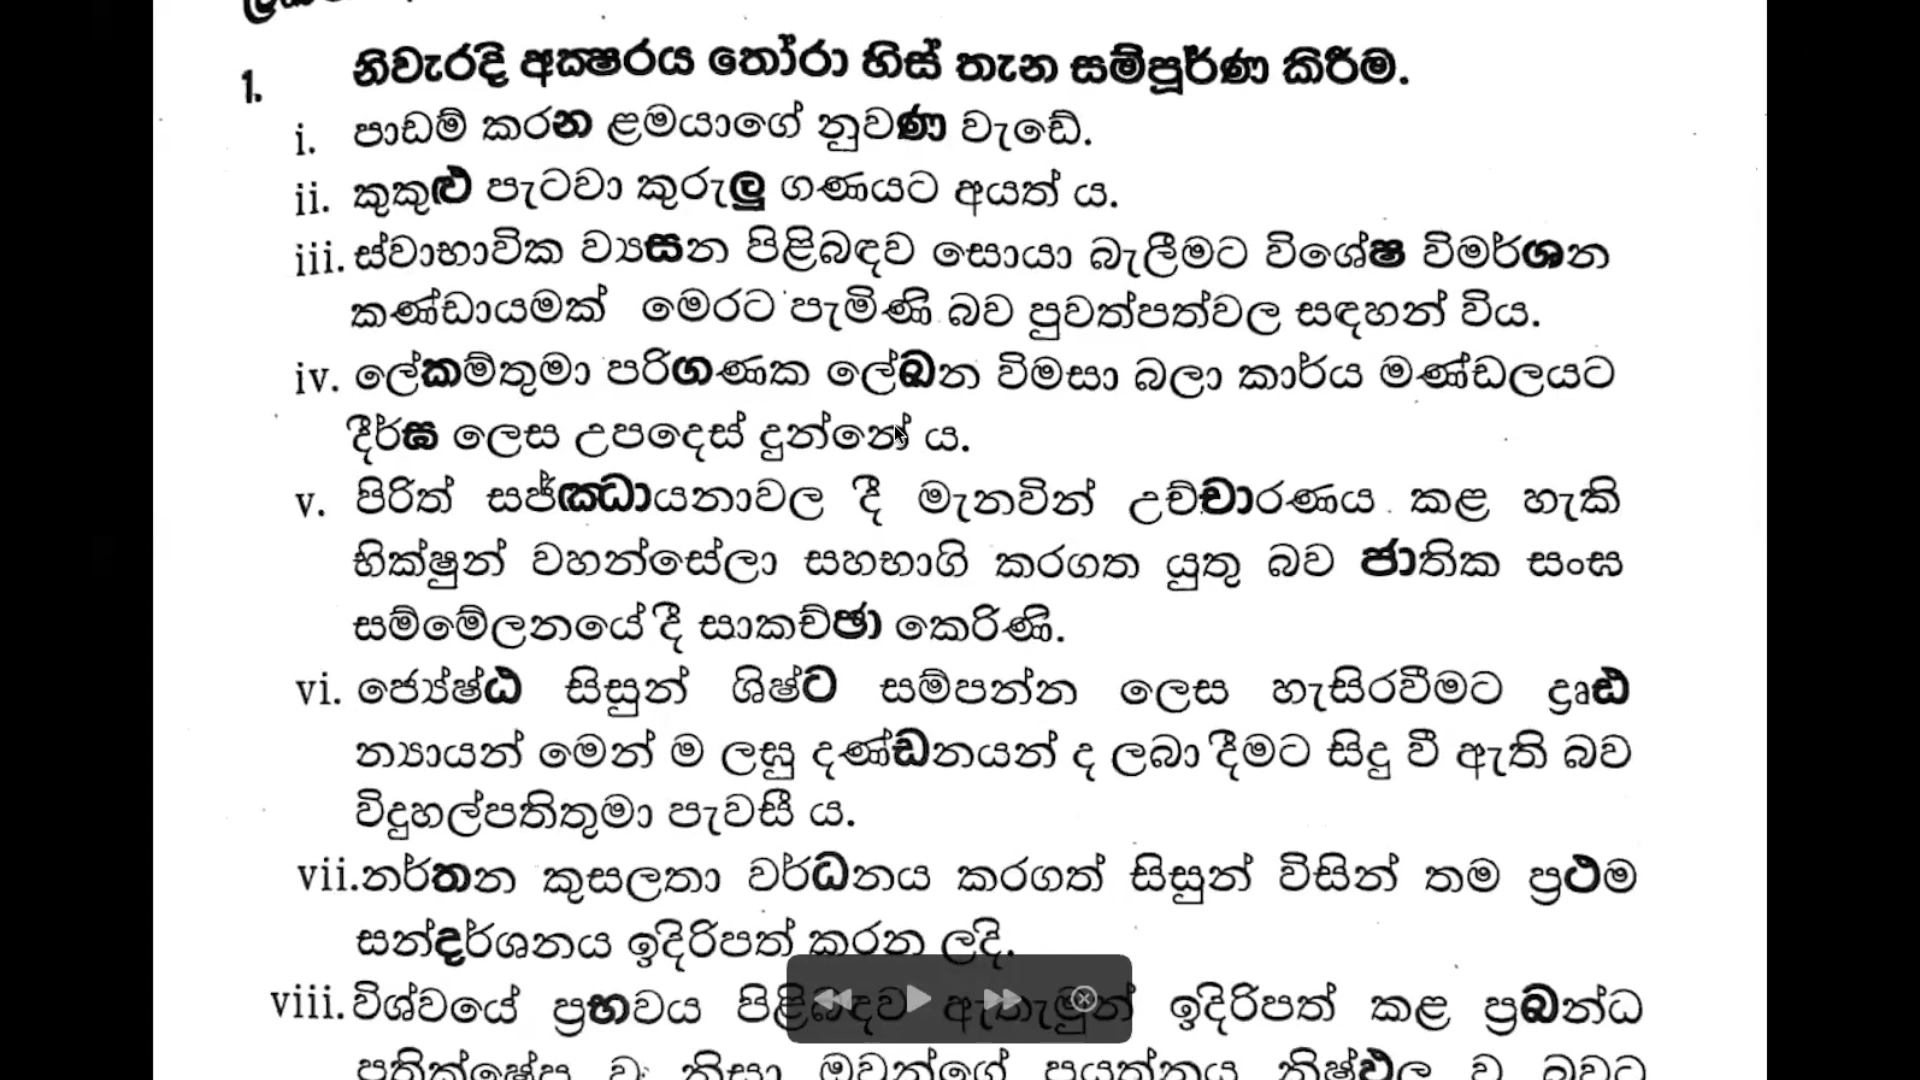 1. නිවැරදි අක්ෂරය තෝරා හිස් තැන සම්පූර්ණ කිරීම.
i. පාඩම් කරන ළමයාගේ නුවණ වැඩේ.
ii. කුකුළු පැටවා කුරුලු ගණයට අයත් ය.
iii. ස්වාභාවික ව්‍යසන පිළිබඳව සොයා බැලීමට විශේෂ විමර්ශන
කණ්ඩායමක් මෙරට පැමිණි බව පුවත්පත්වල සඳහන් විය.
iv. ලේකම්තුමා පරිගණක ලේඛන විමසා බලා කාර්ය මණ්ඩලයට
දීර්ඝ ලෙස උපදෙස් දුන්නේ ය.
v. පිරිත් සජ්ඣායනාවල දී මැනවින් උච්චාරණය කළ හැකි
භික්ෂුන් වහන්සේලා සහභාගි කරගත යුතු බව ජාතික සංඝ
සම්මේලනයේ දී සාකච්ඡා කෙරිණි.
vi. ජ්‍යේෂ්ඨ සිසුන් ශිෂ්ට සම්පන්න ලෙස හැසිරවීමට ද්‍රෘඪ
න්‍යායන් මෙන් ම ලඝු දණ්ඩනයන් ද ලබා දීමට සිදු වී ඇති බව
විදුහල්පතිතුමා පැවසී ය.
vii. නර්තන කුසලතා වර්ධනය කරගත් සිසුන් විසින් තම ප්‍රථම
සන්දර්ශනය ඉදිරිපත් කරන ලදි.
viii. විශ්වයේ ප්‍රභවය පිළිබඳව ඇතැමුන් ඉදිරිපත් කළ ප්‍රබන්ධ